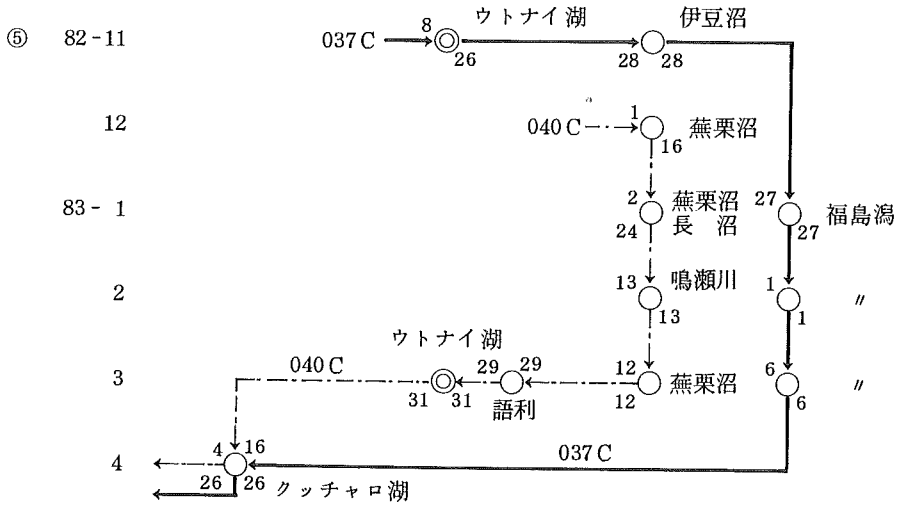 ⑤ 82-11 037C 8 26 ウトナイ湖 28 28 伊豆沼
12 040C 1 16 蕪栗沼
83-1 2 24 蕪栗沼 長沼 27 27 福島潟
2 13 13 鳴瀬川 1 1 〃
ウトナイ湖
3 040C 31 31 29 29 語利 12 12 蕪栗沼 6 6 〃
4 4 16 26 26 クッチャロ湖 037C